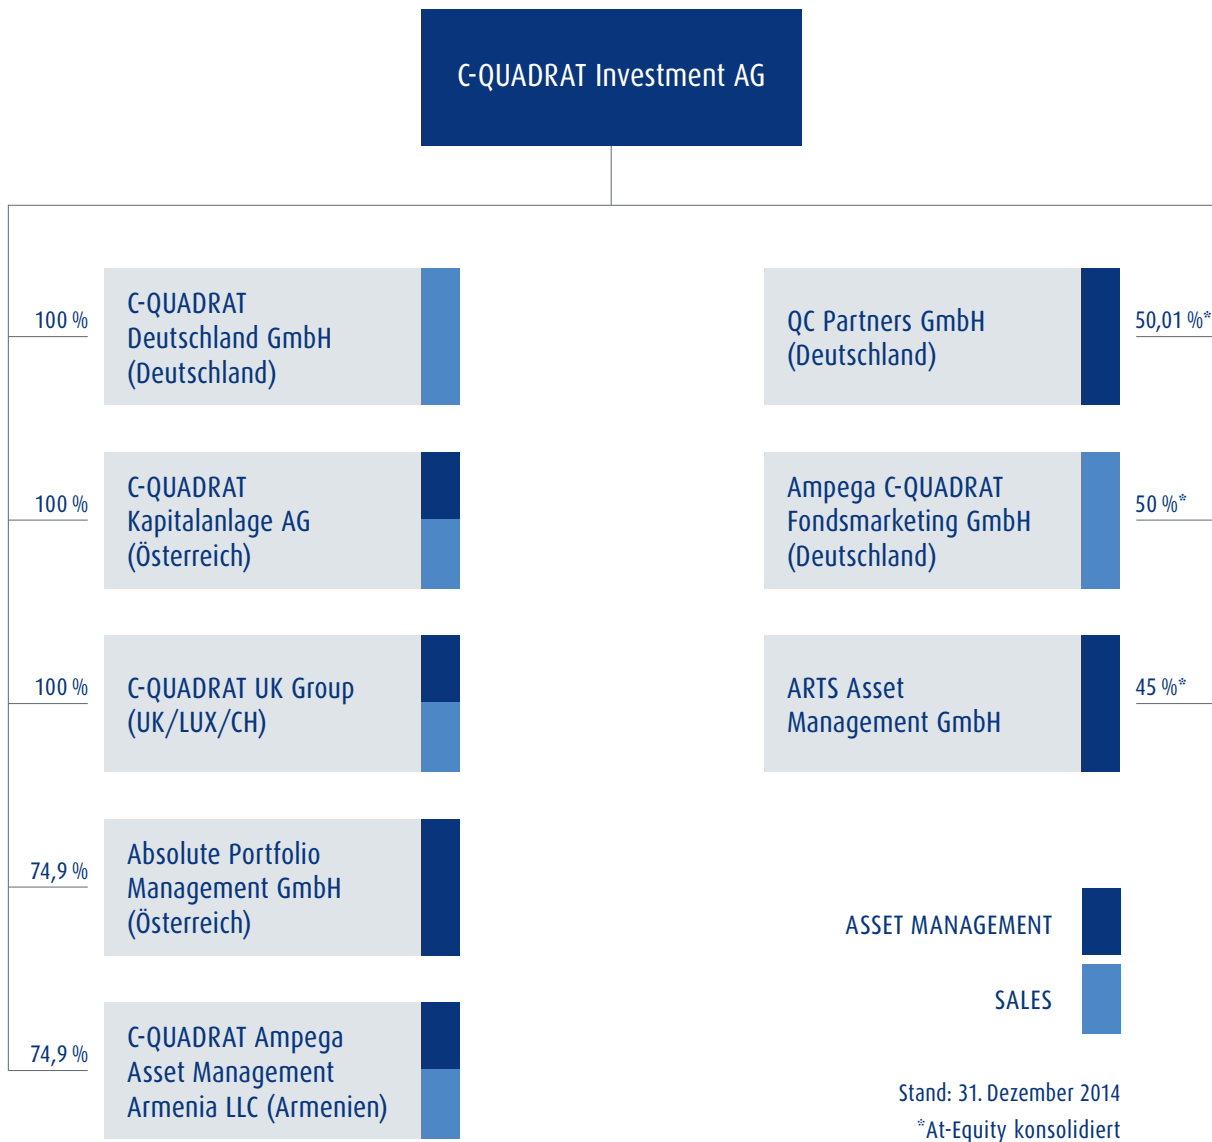 C-QUADRAT Investment AG
100 %
C-QUADRAT
Deutschland GmbH
(Deutschland)
100 %
C-QUADRAT
Kapitalanlage AG
(Österreich)
100 %
C-QUADRAT UK Group
(UK/LUX/CH)
74,9 %
Absolute Portfolio
Management GmbH
(Österreich)
74,9 %
C-QUADRAT Ampega
Asset Management
Armenia LLC (Armenien)
QC Partners GmbH
(Deutschland)
50,01 %*
Ampega C-QUADRAT
Fondsmarketing GmbH
(Deutschland)
50 %*
ARTS Asset
Management GmbH
45 %*
ASSET MANAGEMENT
SALES
Stand: 31. Dezember 2014
*At-Equity konsolidiert